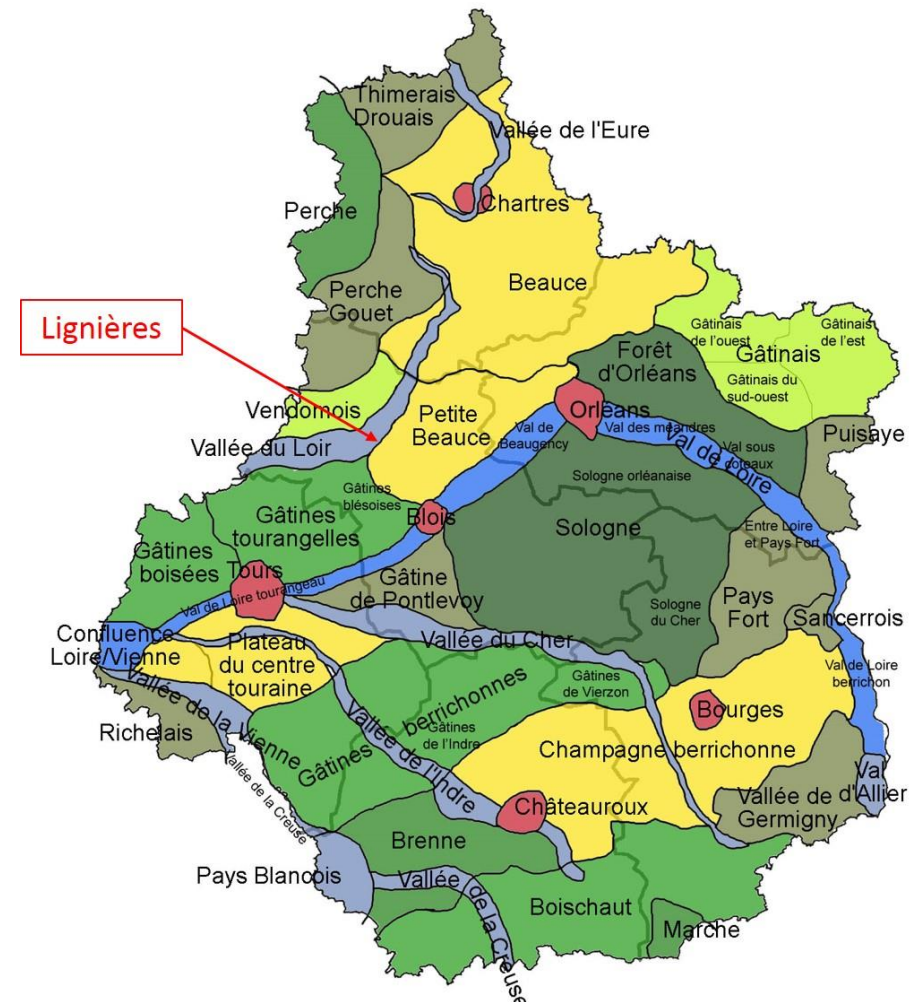 Thimerais
Drouais
Vallée de l'Eure
Perche
Chartres
Beauce
Perche
Gouet
Lignières
Gâtinais
de l'ouest
Gâtinais
de l'est
Gâtinais
Forêt
d'Orléans
Gâtinais du
sud-ouest
Vendomois
Petite
Beauce
Orléans
Val de
Beaugency
Val des méandres
Puisaye
Vallée du Loir
Val de Loire
Val sous
coteaux
Sologne orléanaise
Gâtines
blésoises
Blois
Gâtines
tourangelles
Sologne
Entre Loire
et Pays Fort
Gâtines
boisées
Tours
Val de Loire tourangeau
Gâtine
de Pontlevoy
Pays
Fort
Sologne
du Cher
Sancerrois
Confluence
Loire/Vienne
Plateau
du centre
touraine
Vallée du Cher
Val de Loire
berrichon
Gâtines
de Vierzon
Vallée de la Vienne
Richelais
Gâtines berrichonnes
Gâtines
de l'Indre
Bourges
Champagne berrichonne
Vallée de l'Indre
Vallée de la Creuse
Châteauroux
Val
d'Allier
Vallée de
Germigny
Brenne
Pays Blancois
Vallée de la Creuse
Boischaut
Marche